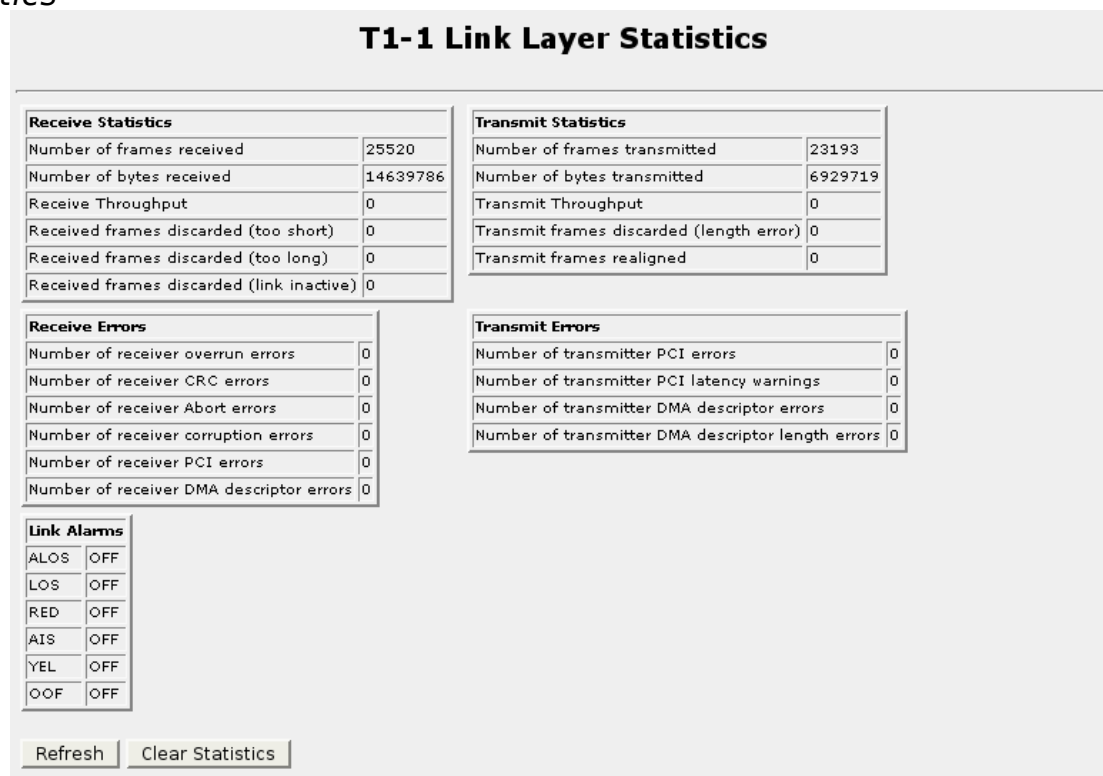 T1-1 Link Layer Statistics
Receive Statistics
Number of frames received 25520
Number of bytes received 14639786
Receive Throughput 0
Received frames discarded (too short) 0
Received frames discarded (too long) 0
Received frames discarded (link inactive) 0
Transmit Statistics
Number of frames transmitted 23193
Number of bytes transmitted 6929719
Transmit Throughput 0
Transmit frames discarded (length error) 0
Transmit frames realigned 0
Receive Errors
Number of receiver overrun errors 0
Number of receiver CRC errors 0
Number of receiver Abort errors 0
Number of receiver corruption errors 0
Number of receiver PCI errors 0
Number of receiver DMA descriptor errors 0
Transmit Errors
Number of transmitter PCI errors 0
Number of transmitter PCI latency warnings 0
Number of transmitter DMA descriptor errors 0
Number of transmitter DMA descriptor length errors 0
Link Alarms
ALOS OFF
LOS OFF
RED OFF
AIS OFF
YEL OFF
OOF OFF
Refresh Clear Statistics